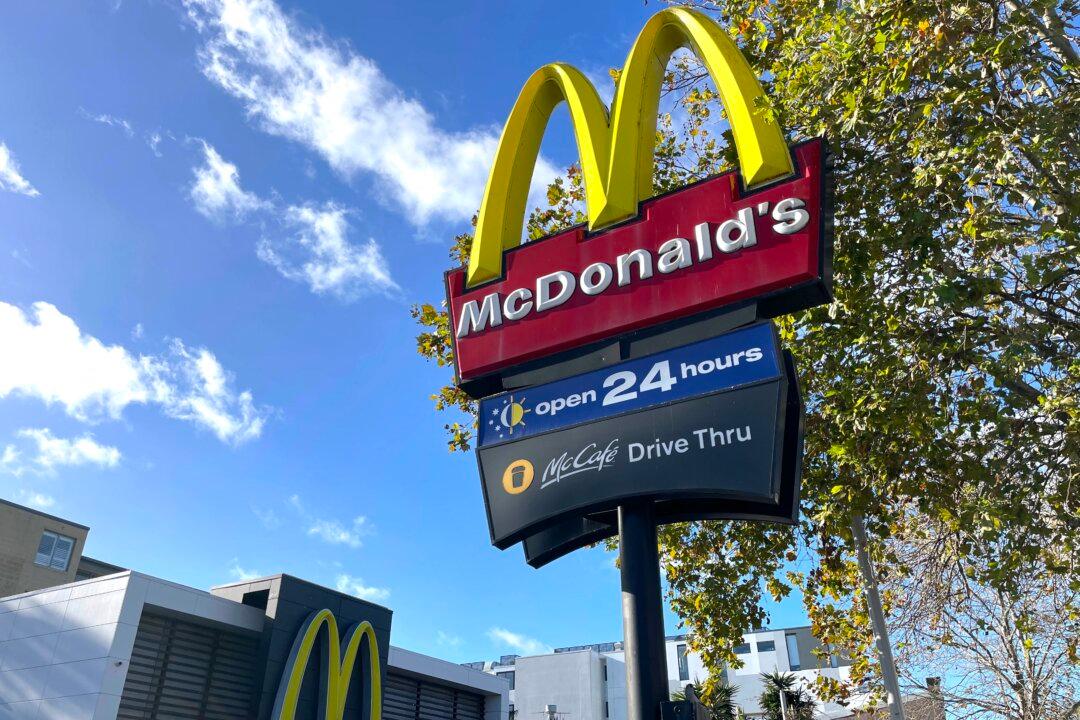 McDonald's
open 24 hours
McCafé Drive Thru